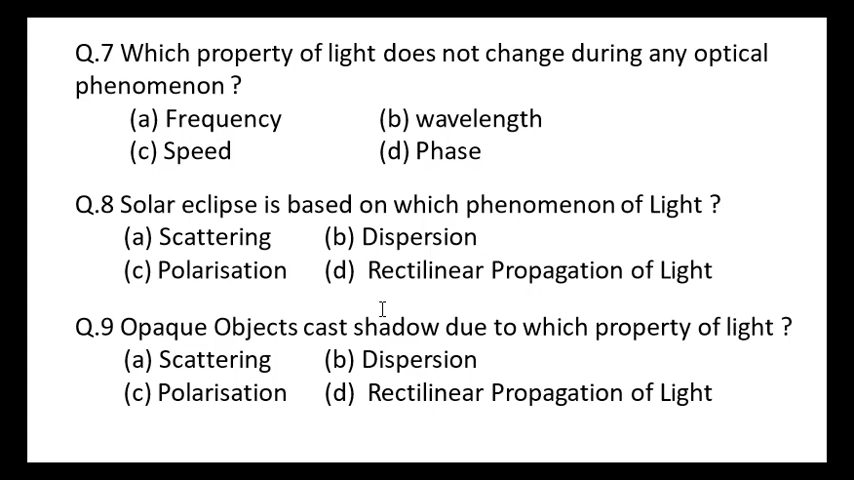 Q.7 Which property of light does not change during any optical
phenomenon ?
(a) Frequency (b) wavelength
(c) Speed (d) Phase
Q.8 Solar eclipse is based on which phenomenon of Light ?
(a) Scattering (b) Dispersion
(c) Polarisation (d) Rectilinear Propagation of Light
Q.9 Opaque Objects cast shadow due to which property of light ?
(a) Scattering (b) Dispersion
(c) Polarisation (d) Rectilinear Propagation of Light